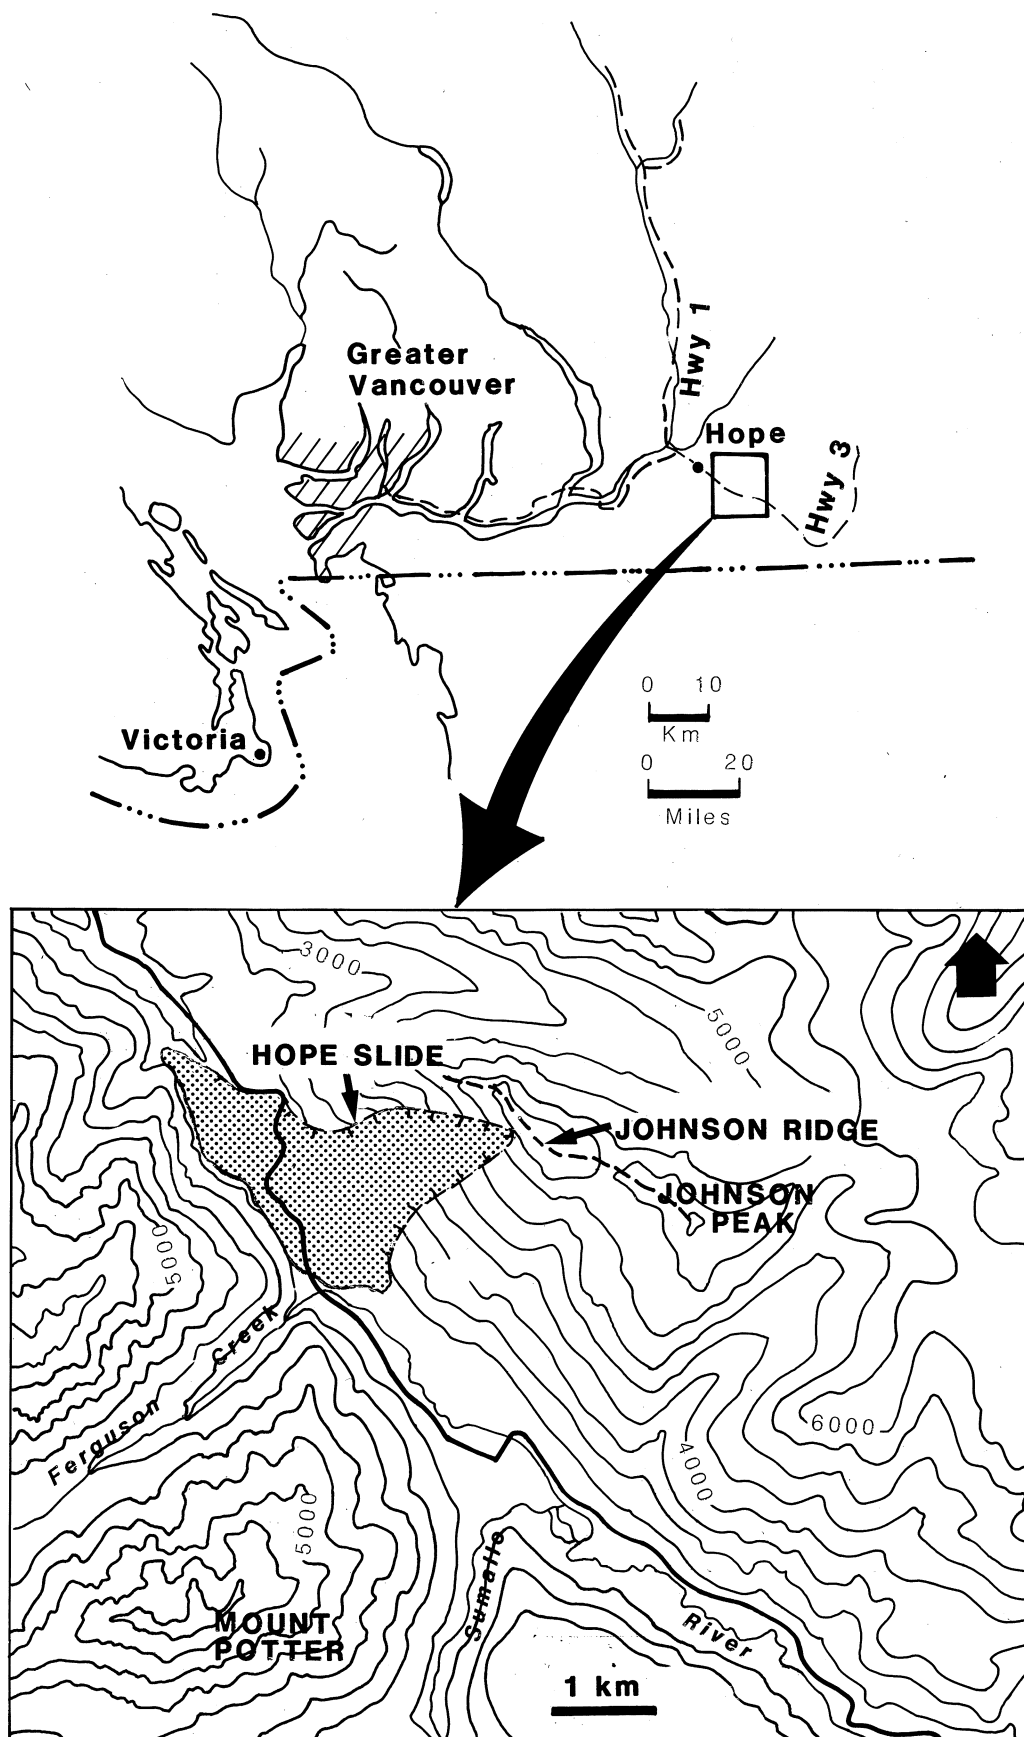 Greater
Vancouver
Hwy 1
Hope
Hwy 3
0 10
Km
0 20
Miles
Victoria
3000
5000
HOPE SLIDE
JOHNSON RIDGE
JOHNSON
PEAK
5000
Ferguson Creek
6000
4000
5000
Sumallo River
MOUNT
POTTER
1 km